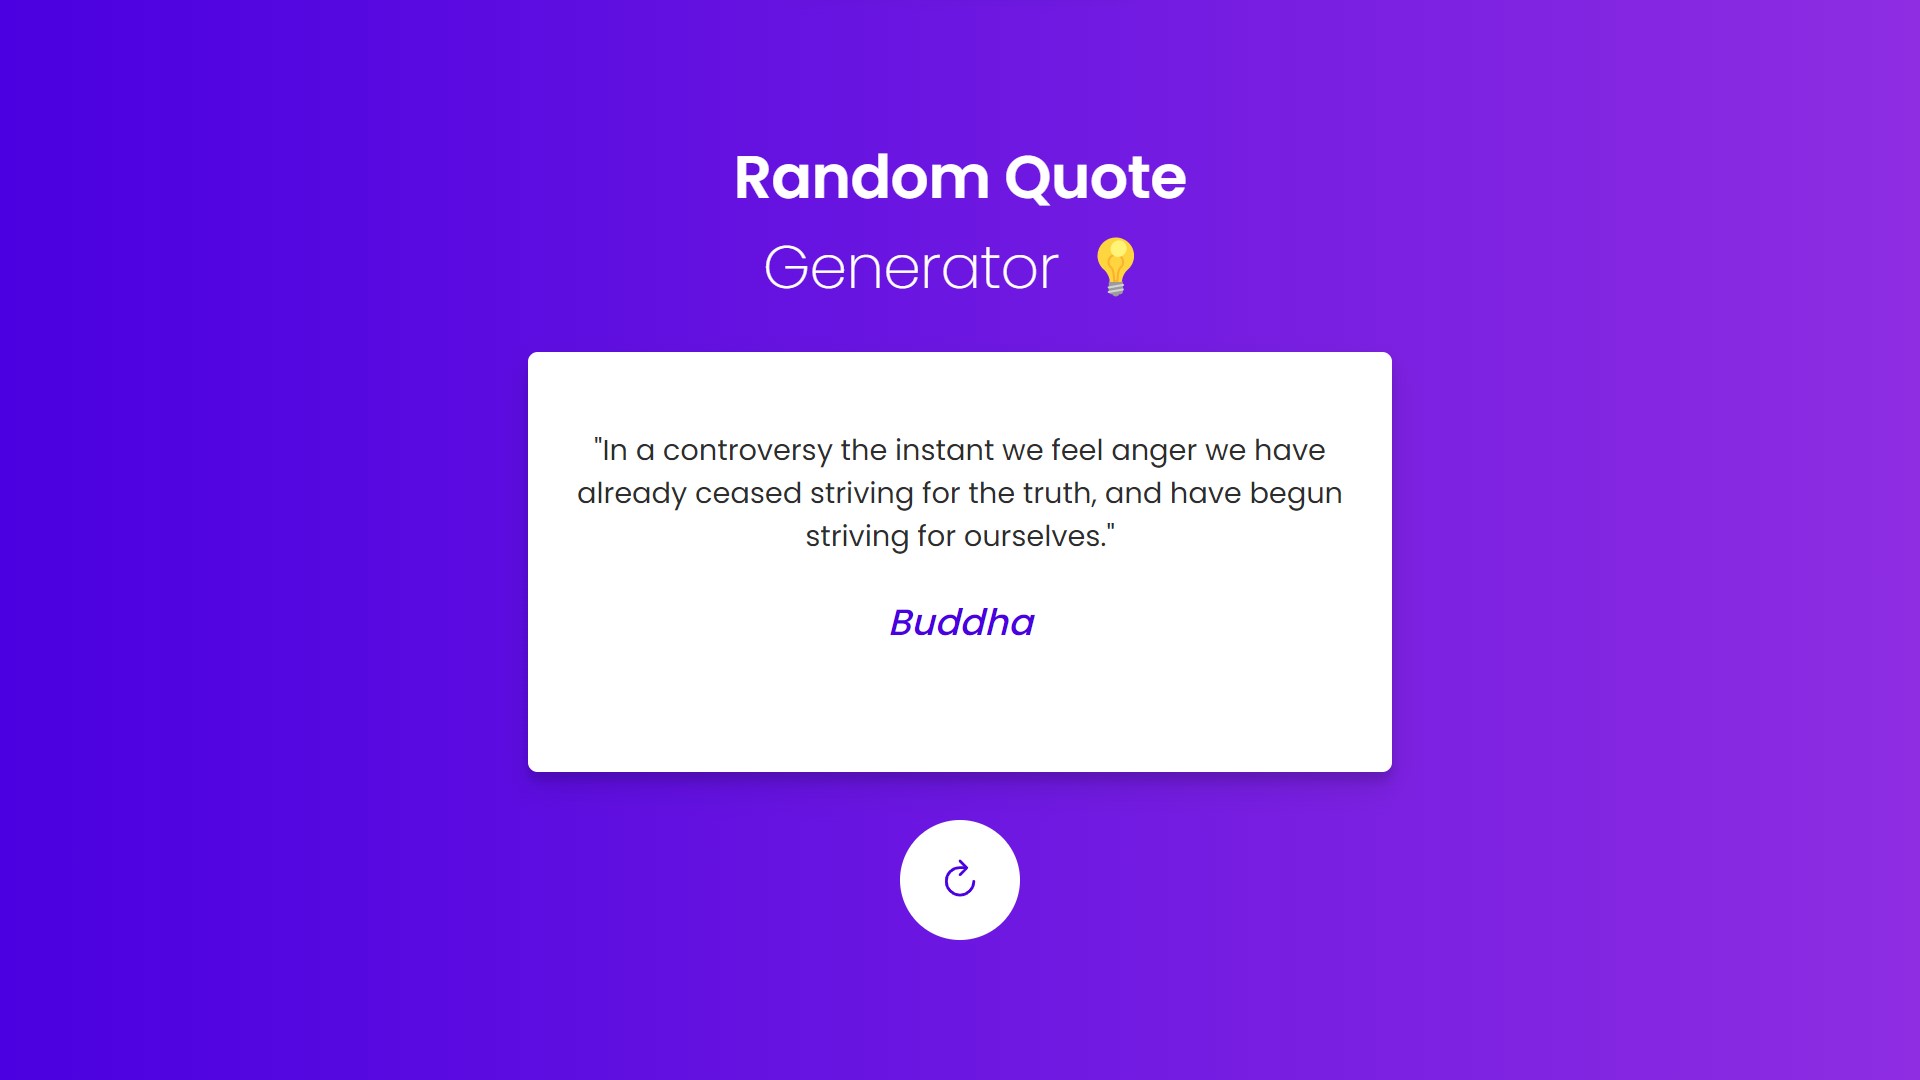 Random Quote
Generator 💡
"In a controversy the instant we feel anger we have
already ceased striving for the truth, and have begun
striving for ourselves."
Buddha